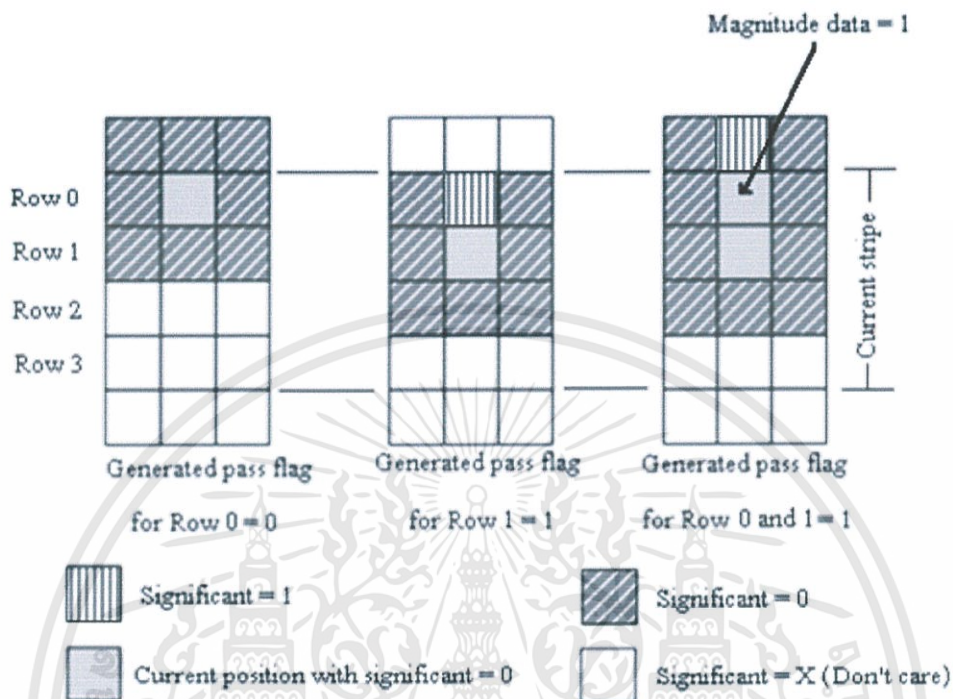 Magnitude data = 1
Row 0
Row 1
Row 2
Row 3
Current stripe
Generated pass flag
for Row 0 = 0
Generated pass flag
for Row 1 = 1
Generated pass flag
for Row 0 and 1 = 1
Significant = 1
Significant = 0
Current position with significant = 0
Significant = X (Don't care)